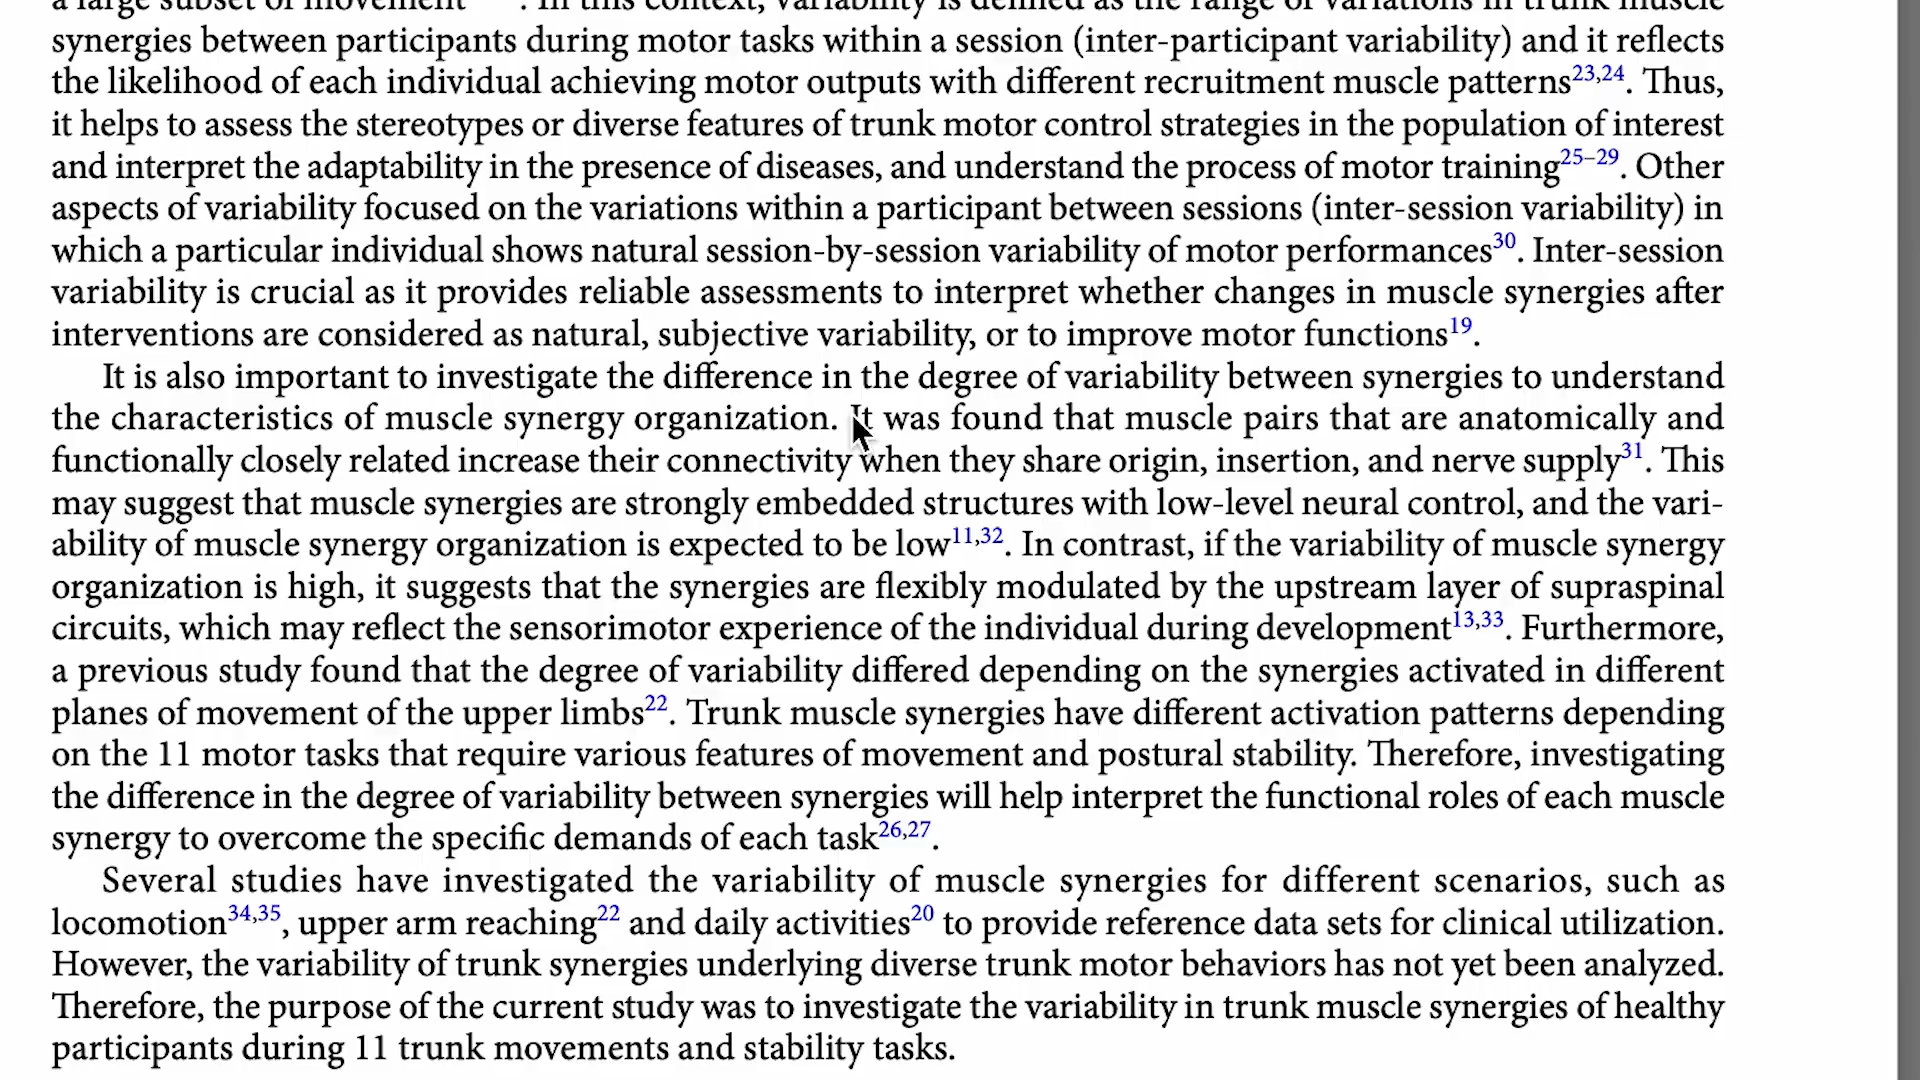 a large subset of movement . In this context, variability is defined as the range of variations in trunk muscle
synergies between participants during motor tasks within a session (inter-participant variability) and it reflects
the likelihood of each individual achieving motor outputs with different recruitment muscle patterns23,24. Thus,
it helps to assess the stereotypes or diverse features of trunk motor control strategies in the population of interest
and interpret the adaptability in the presence of diseases, and understand the process of motor training25–29. Other
aspects of variability focused on the variations within a participant between sessions (inter-session variability) in
which a particular individual shows natural session-by-session variability of motor performances30. Inter-session
variability is crucial as it provides reliable assessments to interpret whether changes in muscle synergies after
interventions are considered as natural, subjective variability, or to improve motor functions19.
It is also important to investigate the difference in the degree of variability between synergies to understand
the characteristics of muscle synergy organization. It was found that muscle pairs that are anatomically and
functionally closely related increase their connectivity when they share origin, insertion, and nerve supply31. This
may suggest that muscle synergies are strongly embedded structures with low-level neural control, and the vari-
ability of muscle synergy organization is expected to be low11,32. In contrast, if the variability of muscle synergy
organization is high, it suggests that the synergies are flexibly modulated by the upstream layer of supraspinal
circuits, which may reflect the sensorimotor experience of the individual during development13,33. Furthermore,
a previous study found that the degree of variability differed depending on the synergies activated in different
planes of movement of the upper limbs22. Trunk muscle synergies have different activation patterns depending
on the 11 motor tasks that require various features of movement and postural stability. Therefore, investigating
the difference in the degree of variability between synergies will help interpret the functional roles of each muscle
synergy to overcome the specific demands of each task26,27.
Several studies have investigated the variability of muscle synergies for different scenarios, such as
locomotion34,35, upper arm reaching22 and daily activities20 to provide reference data sets for clinical utilization.
However, the variability of trunk synergies underlying diverse trunk motor behaviors has not yet been analyzed.
Therefore, the purpose of the current study was to investigate the variability in trunk muscle synergies of healthy
participants during 11 trunk movements and stability tasks.